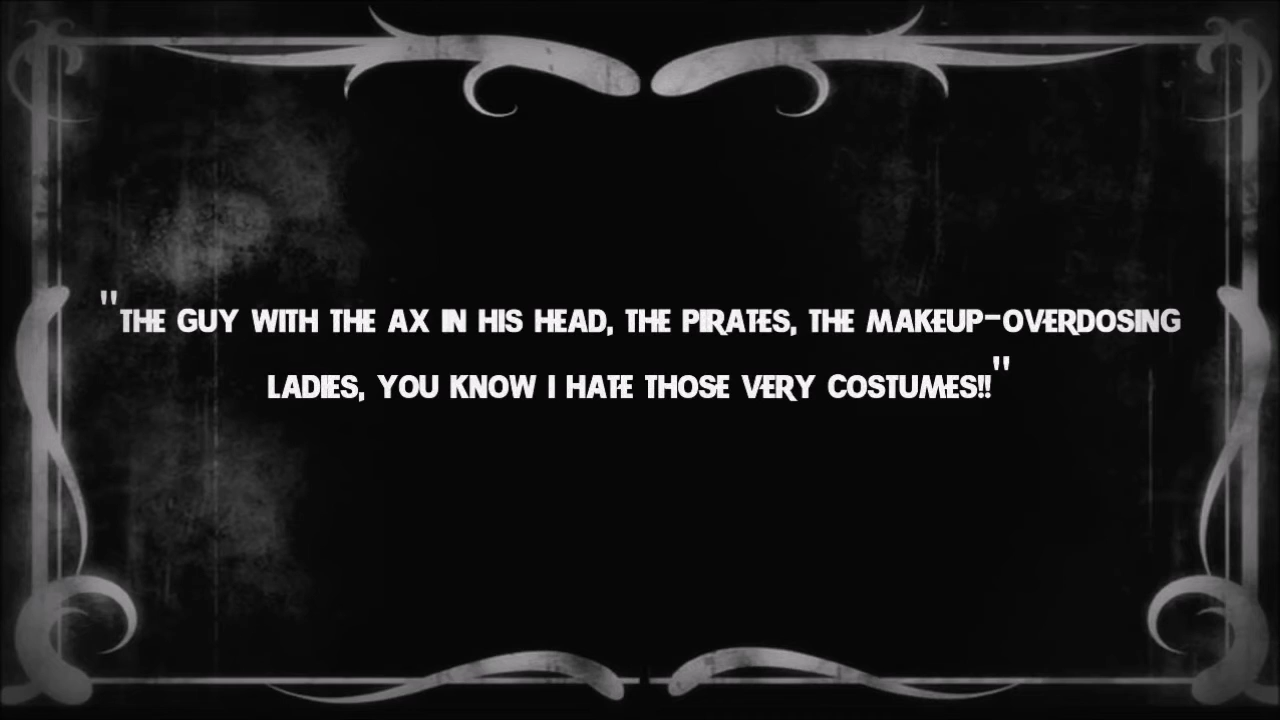 "THE GUY WITH THE AX IN HIS HEAD, THE PIRATES, THE MAKEUP-OVERDOSING
LADIES, YOU KNOW I HATE THOSE VERY COSTUMES!!"